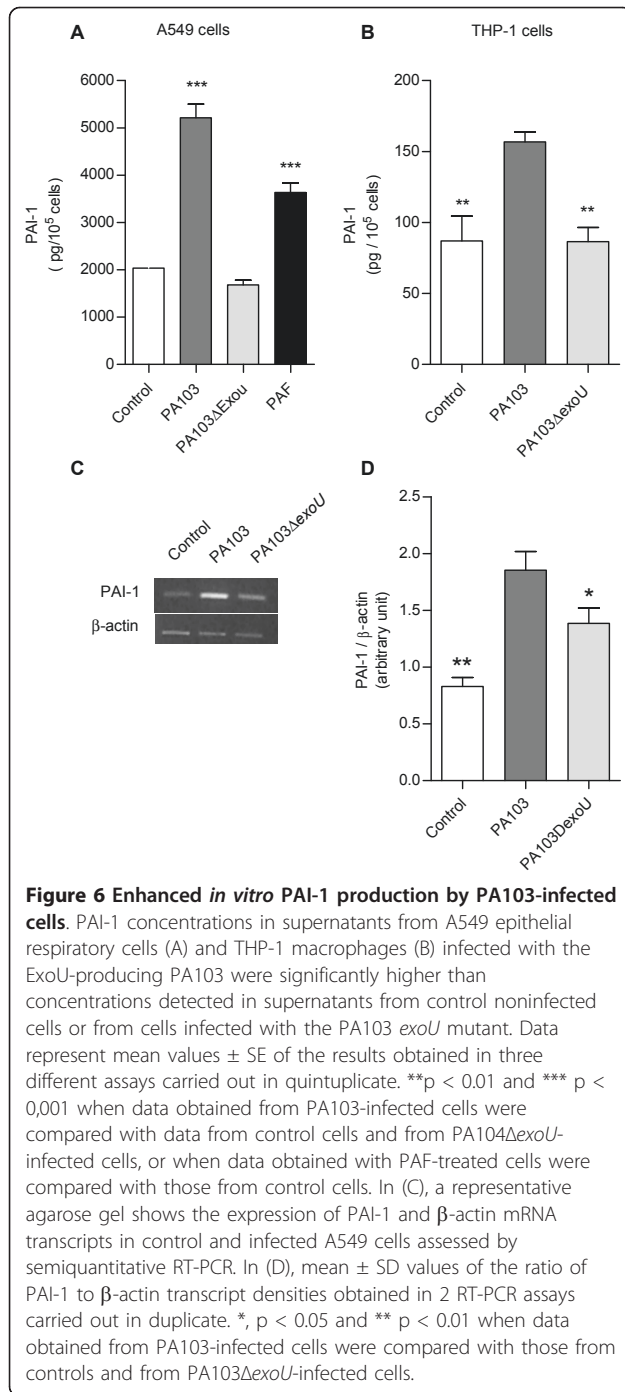 A
A549 cells
6000
5000
4000
3000
2000
1000
0
PAI-1
( pg/10⁵ cells)
***
***
Control
PA103
PA103ΔExou
PAF
B
THP-1 cells
200
150
100
50
0
PAI-1
(pg / 10⁵ cells)
**
**
Control
PA103
PA103ΔexoU
C
Control
PA103
PA103ΔexoU
PAI-1
β-actin
D
2.5
2.0
1.5
1.0
0.5
0.0
PAI-1 / β-actin
(arbitrary unit)
**
*
Control
PA103
PA103DexoU
Figure 6 Enhanced in vitro PAI-1 production by PA103-infected
cells. PAI-1 concentrations in supernatants from A549 epithelial
respiratory cells (A) and THP-1 macrophages (B) infected with the
ExoU-producing PA103 were significantly higher than
concentrations detected in supernatants from control noninfected
cells or from cells infected with the PA103 exoU mutant. Data
represent mean values ± SE of the results obtained in three
different assays carried out in quintuplicate. **p < 0.01 and *** p <
0,001 when data obtained from PA103-infected cells were
compared with data from control cells and from PA104ΔexoU-
infected cells, or when data obtained with PAF-treated cells were
compared with those from control cells. In (C), a representative
agarose gel shows the expression of PAI-1 and β-actin mRNA
transcripts in control and infected A549 cells assessed by
semiquantitative RT-PCR. In (D), mean ± SD values of the ratio of
PAI-1 to β-actin transcript densities obtained in 2 RT-PCR assays
carried out in duplicate. *, p < 0.05 and ** p < 0.01 when data
obtained from PA103-infected cells were compared with those from
controls and from PA103ΔexoU-infected cells.